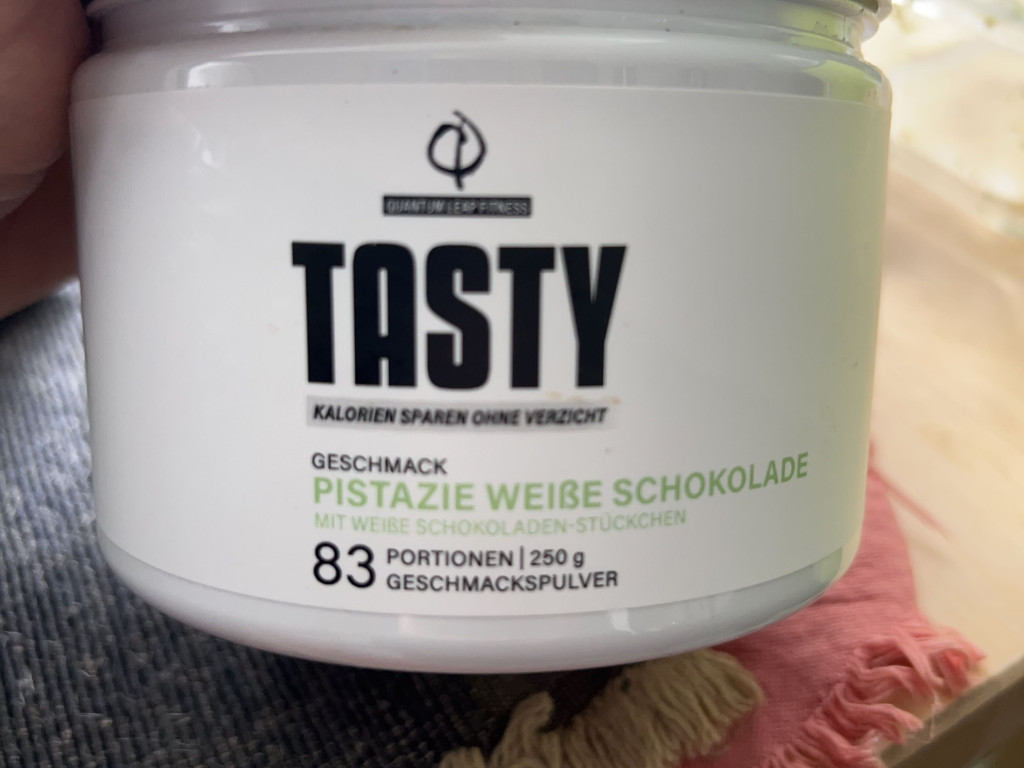 QUANTUM LEAP FITNESS
TASTY
KALORIEN SPAREN OHNE VERZICHT
GESCHMACK
PISTAZIE WEIẞE SCHOKOLADE
MIT WEIẞE SCHOKOLADEN-STÜCKCHEN
83 PORTIONEN | 250 g
GESCHMACKSPULVER